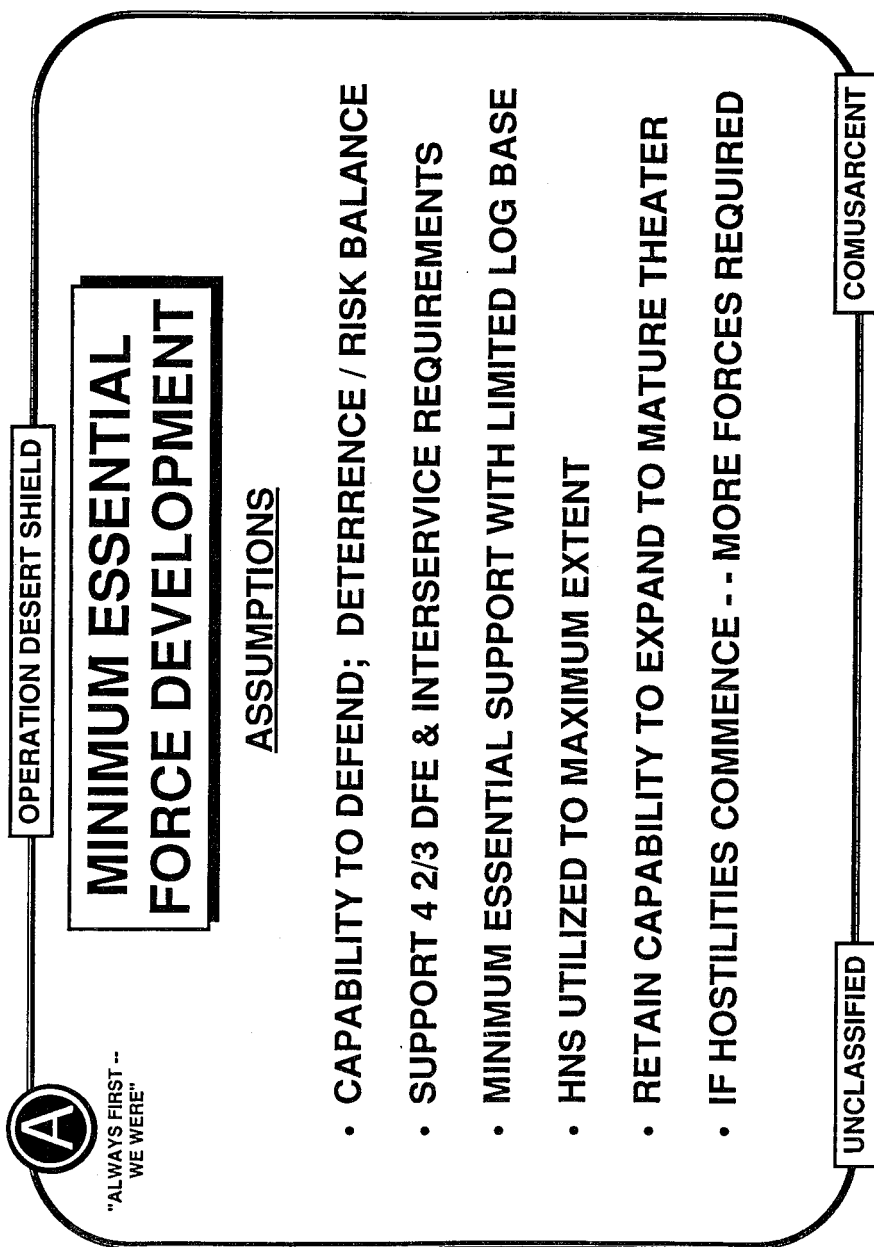 OPERATION DESERT SHIELD
A
"ALWAYS FIRST --
WE WERE"
MINIMUM ESSENTIAL
FORCE DEVELOPMENT
ASSUMPTIONS
• CAPABILITY TO DEFEND; DETERRENCE / RISK BALANCE
• SUPPORT 4 2/3 DFE & INTERSERVICE REQUIREMENTS
• MINIMUM ESSENTIAL SUPPORT WITH LIMITED LOG BASE
• HNS UTILIZED TO MAXIMUM EXTENT
• RETAIN CAPABILITY TO EXPAND TO MATURE THEATER
• IF HOSTILITIES COMMENCE - - MORE FORCES REQUIRED
UNCLASSIFIED
COMUSARCENT